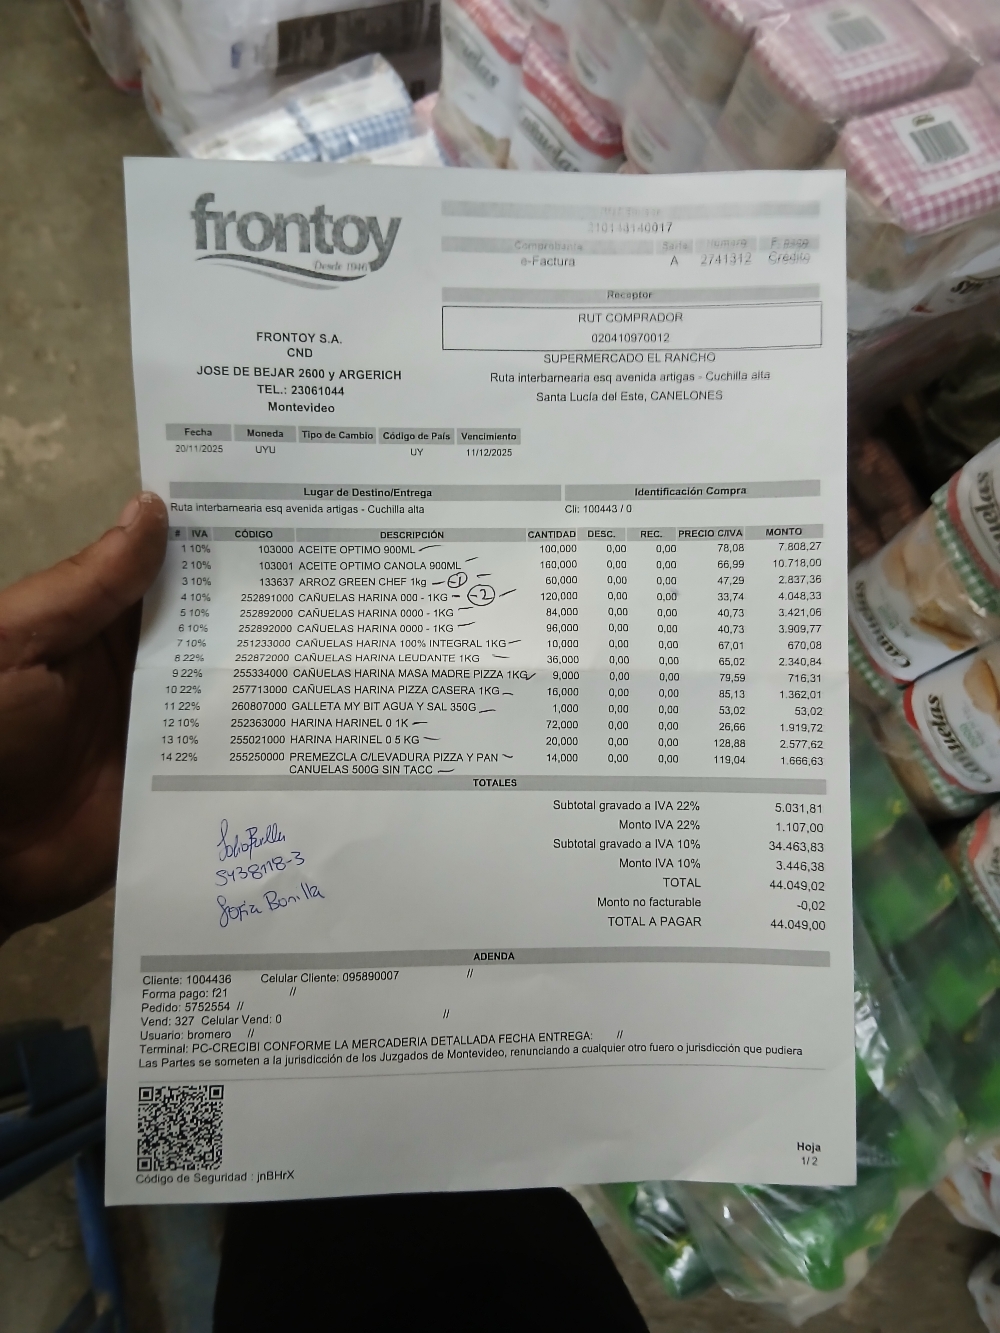 frontoy
Desde 1946
210140140017
Comprobante Serie Número F. pago
e-Factura A 2741312 Crédito
Receptor
RUT COMPRADOR
020410970012
SUPERMERCADO EL RANCHO
Ruta interbarnearia esq avenida artigas - Cuchilla alta
Santa Lucía del Este, CANELONES
FRONTOY S.A.
CND
JOSE DE BEJAR 2600 y ARGERICH
TEL.: 23061044
Montevideo
Fecha Moneda Tipo de Cambio Código de País Vencimiento
20/11/2025 UYU UY 11/12/2025
Lugar de Destino/Entrega Identificación Compra
Ruta interbarnearia esq avenida artigas - Cuchilla alta Cli: 100443 / 0
# IVA CÓDIGO DESCRIPCIÓN CANTIDAD DESC. REC. PRECIO C/IVA MONTO
1 10% 103000 ACEITE OPTIMO 900ML 100,000 0,00 0,00 78,08 7.808,27
2 10% 103001 ACEITE OPTIMO CANOLA 900ML 160,000 0,00 0,00 66,99 10.718,00
3 10% 133637 ARROZ GREEN CHEF 1kg -1 60,000 0,00 0,00 47,29 2.837,36
4 10% 252891000 CAÑUELAS HARINA 000 - 1KG -2 120,000 0,00 0,00 33,74 4.048,33
5 10% 252892000 CAÑUELAS HARINA 0000 - 1KG 84,000 0,00 0,00 40,73 3.421,06
6 10% 252892000 CAÑUELAS HARINA 0000 - 1KG 96,000 0,00 0,00 40,73 3.909,77
7 10% 251233000 CAÑUELAS HARINA 100% INTEGRAL 1KG 10,000 0,00 0,00 67,01 670,08
8 22% 252872000 CAÑUELAS HARINA LEUDANTE 1KG 36,000 0,00 0,00 65,02 2.340,84
9 22% 255334000 CAÑUELAS HARINA MASA MADRE PIZZA 1KG 9,000 0,00 0,00 79,59 716,31
10 22% 257713000 CAÑUELAS HARINA PIZZA CASERA 1KG 16,000 0,00 0,00 85,13 1.362,01
11 22% 260807000 GALLETA MY BIT AGUA Y SAL 350G 1,000 0,00 0,00 53,02 53,02
12 10% 252363000 HARINA HARINEL 0 1K 72,000 0,00 0,00 26,66 1.919,72
13 10% 255021000 HARINA HARINEL 0 5 KG 20,000 0,00 0,00 128,88 2.577,62
14 22% 255250000 PREMEZCLA C/LEVADURA PIZZA Y PAN 14,000 0,00 0,00 119,04 1.666,63
CANUELAS 500G SIN TACC
TOTALES
Subtotal gravado a IVA 22% 5.031,81
Monto IVA 22% 1.107,00
Subtotal gravado a IVA 10% 34.463,83
Monto IVA 10% 3.446,38
TOTAL 44.049,02
Monto no facturable -0,02
TOTAL A PAGAR 44.049,00
5438118-3
Sofia Bonilla
ADENDA
Cliente: 1004436 Celular Cliente: 095890007 //
Forma pago: f21 //
Pedido: 5752554 //
Vend: 327 Celular Vend: 0 //
Usuario: bromero //
Terminal: PC-CRECIBI CONFORME LA MERCADERIA DETALLADA FECHA ENTREGA: //
Las Partes se someten a la jurisdicción de los Juzgados de Montevideo, renunciando a cualquier otro fuero o jurisdicción que pudiera
Código de Seguridad : jnBHrX
Hoja
1/2
Cañuelas
Cañuelas